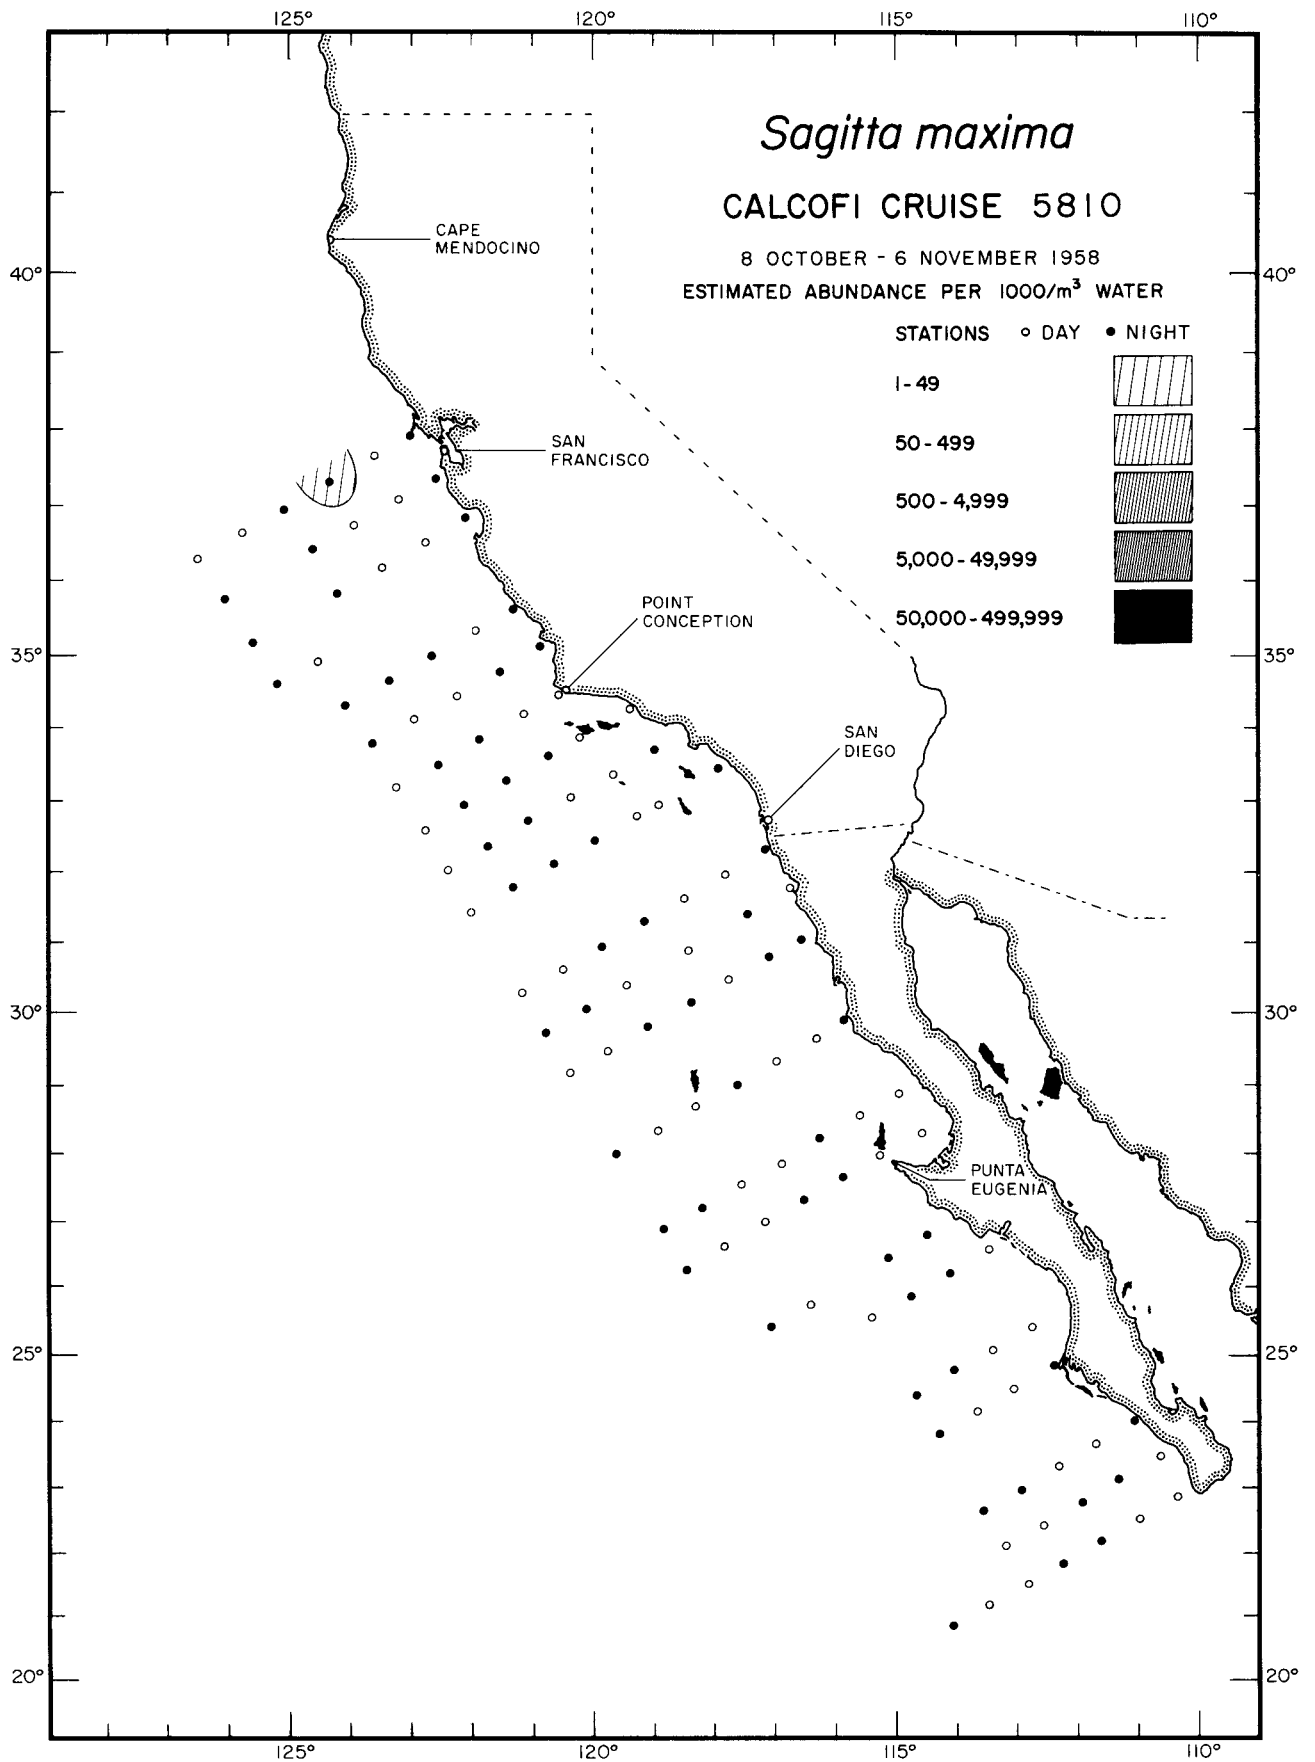 125° 120° 115° 110°
Sagitta maxima
CALCOFI CRUISE 5810
8 OCTOBER - 6 NOVEMBER 1958
ESTIMATED ABUNDANCE PER 1000/m³ WATER
STATIONS ○ DAY ● NIGHT
1-49
50-499
500-4,999
5,000-49,999
50,000-499,999
CAPE
MENDOCINO
40° 40°
SAN
FRANCISCO
POINT
CONCEPTION
35° 35°
SAN
DIEGO
30° 30°
PUNTA
EUGENIA
25° 25°
20° 20°
125° 120° 115° 110°